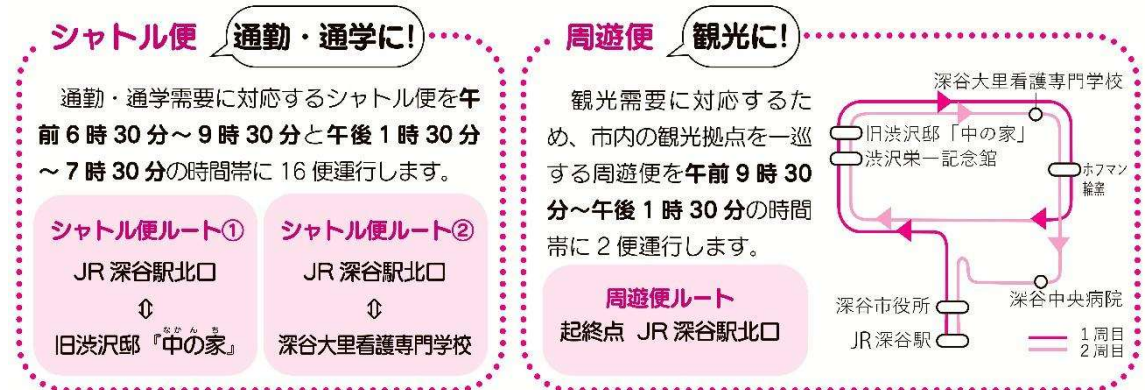 シャトル便
通勤・通学に!
通勤・通学需要に対応するシャトル便を午
前6時30分～9時30分と午後1時30分
～7時30分の時間帯に16便運行します。
シャトル便ルート①
JR深谷駅北口
⇕
旧渋沢邸『中の家』
なかんち
シャトル便ルート②
JR深谷駅北口
⇕
深谷大里看護専門学校
周遊便
観光に!
観光需要に対応するた
め、市内の観光拠点を一巡
する周遊便を午前9時30
分～午後1時30分の時間
帯に2便運行します。
周遊便ルート
起終点 JR深谷駅北口
深谷大里看護専門学校
旧渋沢邸「中の家」
渋沢栄一記念館
ホフマン
輪窯
深谷市役所
深谷中央病院
JR深谷駅
1周目
2周目